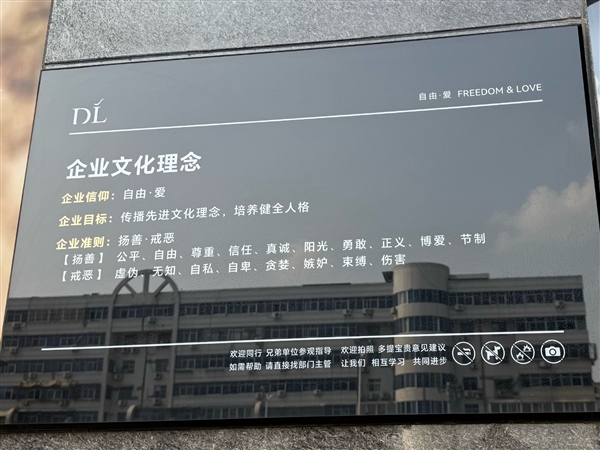 自由·爱 FREEDOM & LOVE
DL
企业文化理念
企业信仰：自由·爱
企业目标：传播先进文化理念，培养健全人格
企业准则：扬善·戒恶
【扬善】 公平、自由、尊重、信任、真诚、阳光、勇敢、正义、博爱、节制
【戒恶】 虚伪、无知、自私、自卑、贪婪、嫉妒、束缚、伤害
欢迎同行 兄弟单位参观指导 欢迎拍照 多提宝贵意见建议
如需帮助 请直接找部门主管 让我们 相互学习 共同进步